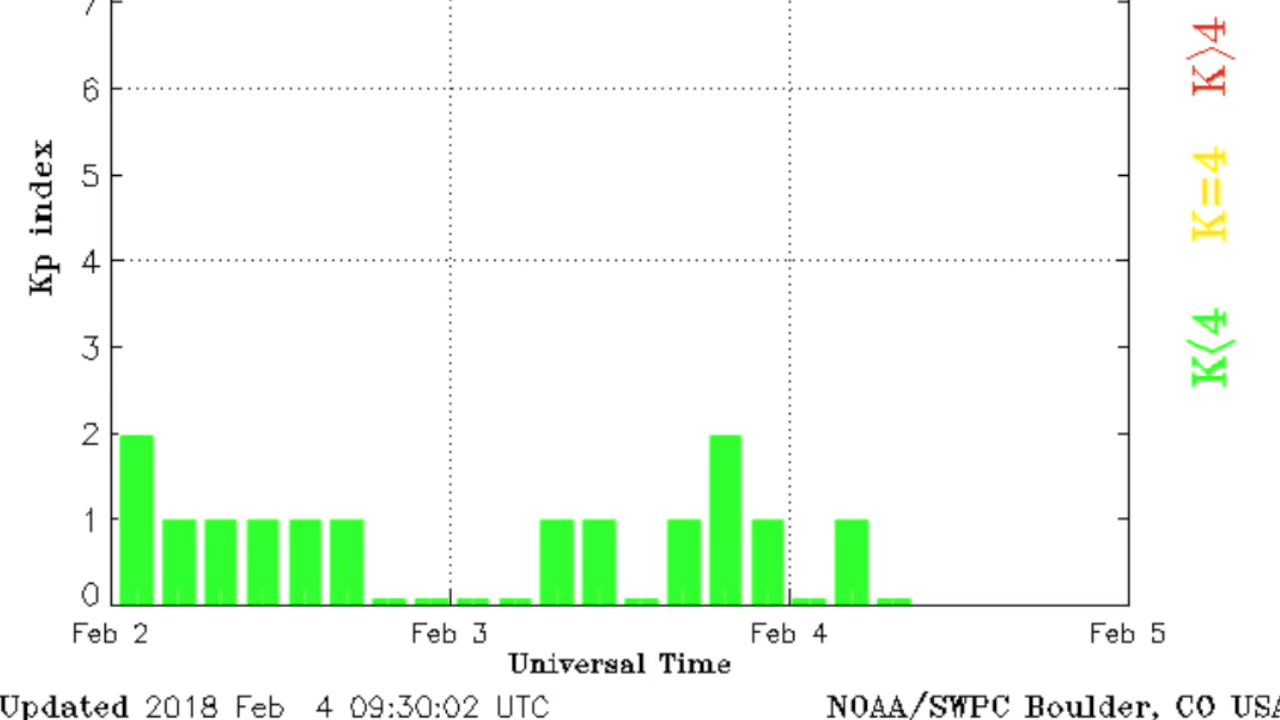 7
6
5
4
3
2
1
0
Kp index
Feb 2 Feb 3 Feb 4 Feb 5
Universal Time
Updated 2018 Feb 4 09:30:02 UTC
NOAA/SWPC Boulder, CO USA
K>4
K=4
K<4